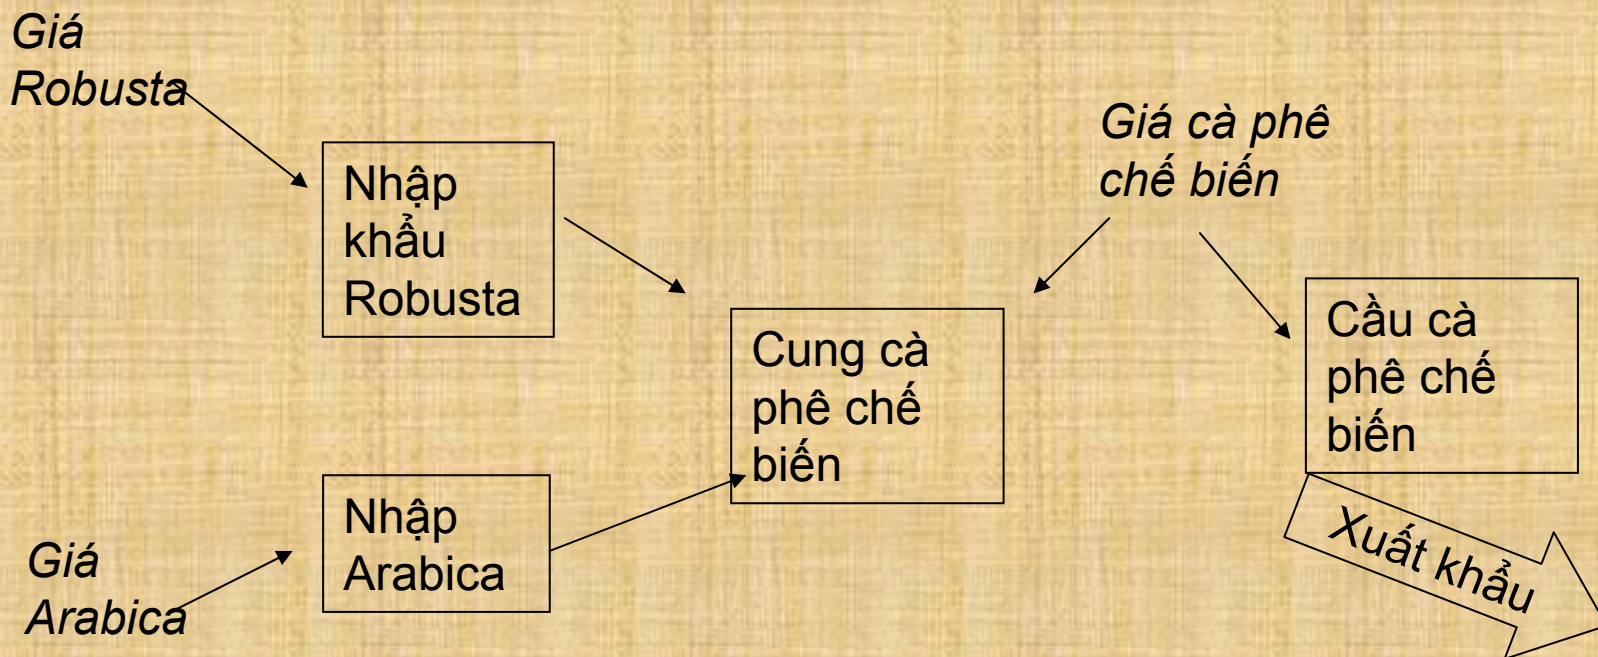 Giá
Robusta
Nhập
khẩu
Robusta
Giá cà phê
chế biến
Cung cà
phê chế
biến
Cầu cà
phê chế
biến
Nhập
Arabica
Giá
Arabica
Xuất khẩu